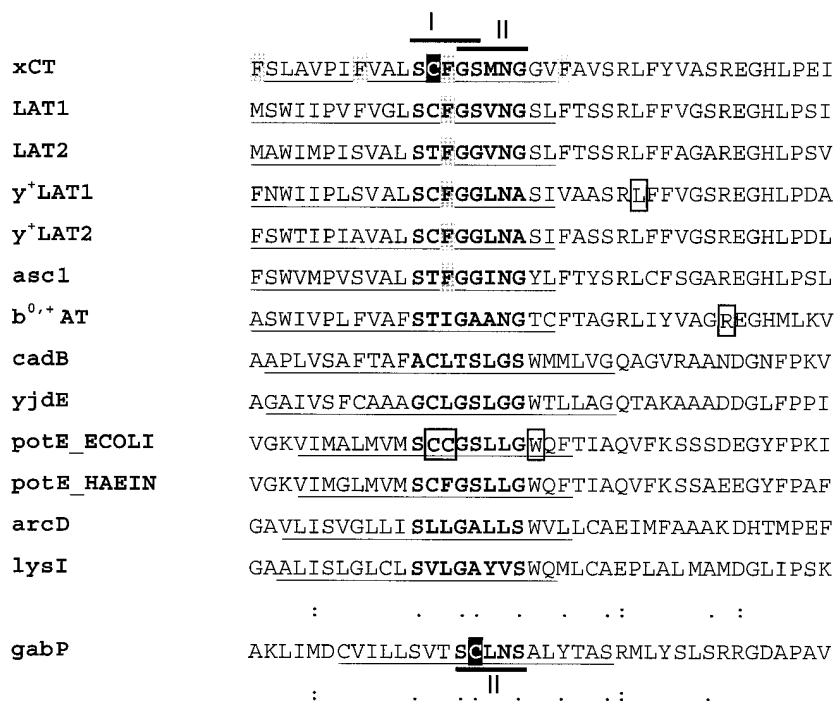 I II
xCT FSLAVPIFVALSCFGSMNGGVFAVSRLFYVASREGHLPEI
LAT1 MSWIIPVFVGLSCFGSVNGSLFTSSRLFFVGSREGHLPSI
LAT2 MAWIMPISVALSTFGGVNGSLFTSSRLFFAGAREGHLPSV
y+LAT1 FNWIIPLSVALSCFGGLNASIVAASRLFFVGSREGHLPDA
y+LAT2 FSWTIPIAVALSCFGGLNASIFASSRLFFVGSREGHLPDL
asc1 FSWVMPVSVALSTFGGINGYLFTYSRLCFSGAREGHLPSL
b0,+AT ASWIVPLFVAFSTIGAANGTCFTAGRLIYVAGREGHMLKV
cadB AAPLVSAFTAFACLTSLGSWMMLVGQAGVRAANDGNFPKV
yjdE AGAIVSFCAAAGCLGSLGGWTLLAGQTAKAAADDGLFPPI
potE_ECOLI VGKVIMALMVMSCCGSLLGWQFTIAQVFKSSSDEGYFPKI
potE_HAEIN VGKVIMGLMVMSCFGSLLGWQFTIAQVFKSSAEEGYFPAF
arcD GAVLISVGLLISLLGALLSWVLLCAEIMFAAAKDHTMPEF
lysI GAALISLGLCLSVLGAYVSWQMLCAEPLALMAMDGLIPSK
: . . . . . . : . :
gabP AKLIMDCVILLSVTSCLNSALYTASRMLYSLSRRGDAPAV
II
: . . . . . . : .